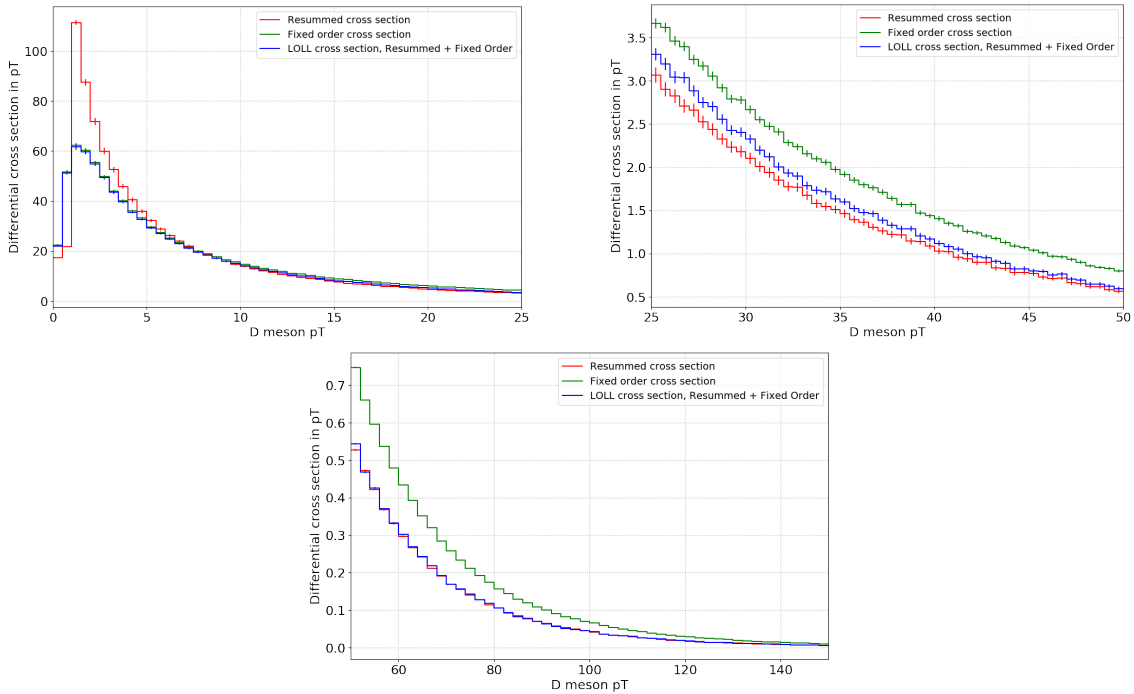 Differential cross section in pT
100
80
60
40
20
0
Resummed cross section
Fixed order cross section
LOLL cross section, Resummed + Fixed Order
0 5 10 15 20 25
D meson pT
Differential cross section in pT
3.5
3.0
2.5
2.0
1.5
1.0
0.5
Resummed cross section
Fixed order cross section
LOLL cross section, Resummed + Fixed Order
25 30 35 40 45 50
D meson pT
Differential cross section in pT
0.7
0.6
0.5
0.4
0.3
0.2
0.1
0.0
Resummed cross section
Fixed order cross section
LOLL cross section, Resummed + Fixed Order
60 80 100 120 140
D meson pT